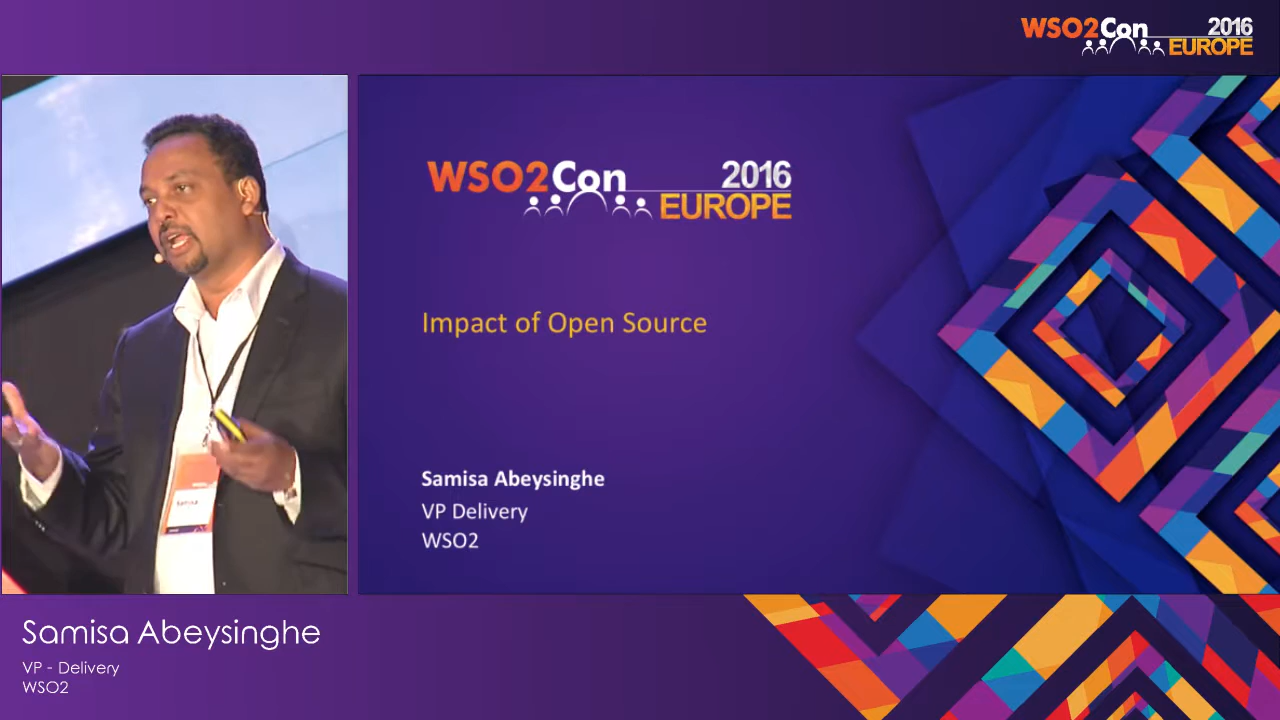 WSO2Con 2016
EUROPE
WSO2Con 2016
EUROPE
Impact of Open Source
Samisa Abeysinghe
VP Delivery
WSO2
Samisa
Samisa Abeysinghe
VP - Delivery
WSO2